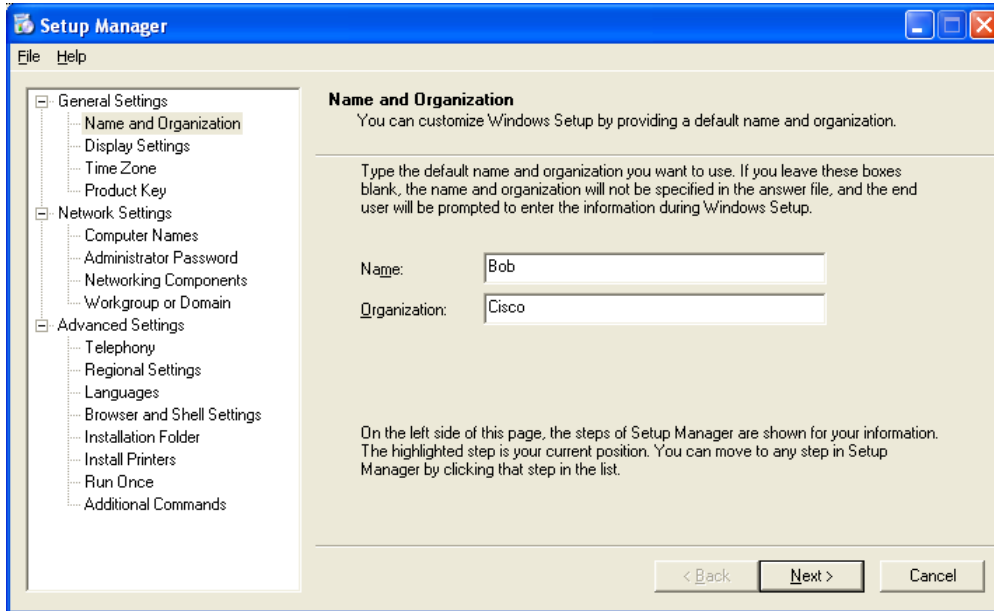 Setup Manager
File Help
General Settings
Name and Organization
Display Settings
Time Zone
Product Key
Network Settings
Computer Names
Administrator Password
Networking Components
Workgroup or Domain
Advanced Settings
Telephony
Regional Settings
Languages
Browser and Shell Settings
Installation Folder
Install Printers
Run Once
Additional Commands
Name and Organization
You can customize Windows Setup by providing a default name and organization.
Type the default name and organization you want to use. If you leave these boxes
blank, the name and organization will not be specified in the answer file, and the end
user will be prompted to enter the information during Windows Setup.
Name: Bob
Organization: Cisco
On the left side of this page, the steps of Setup Manager are shown for your information.
The highlighted step is your current position. You can move to any step in Setup
Manager by clicking that step in the list.
< Back Next > Cancel